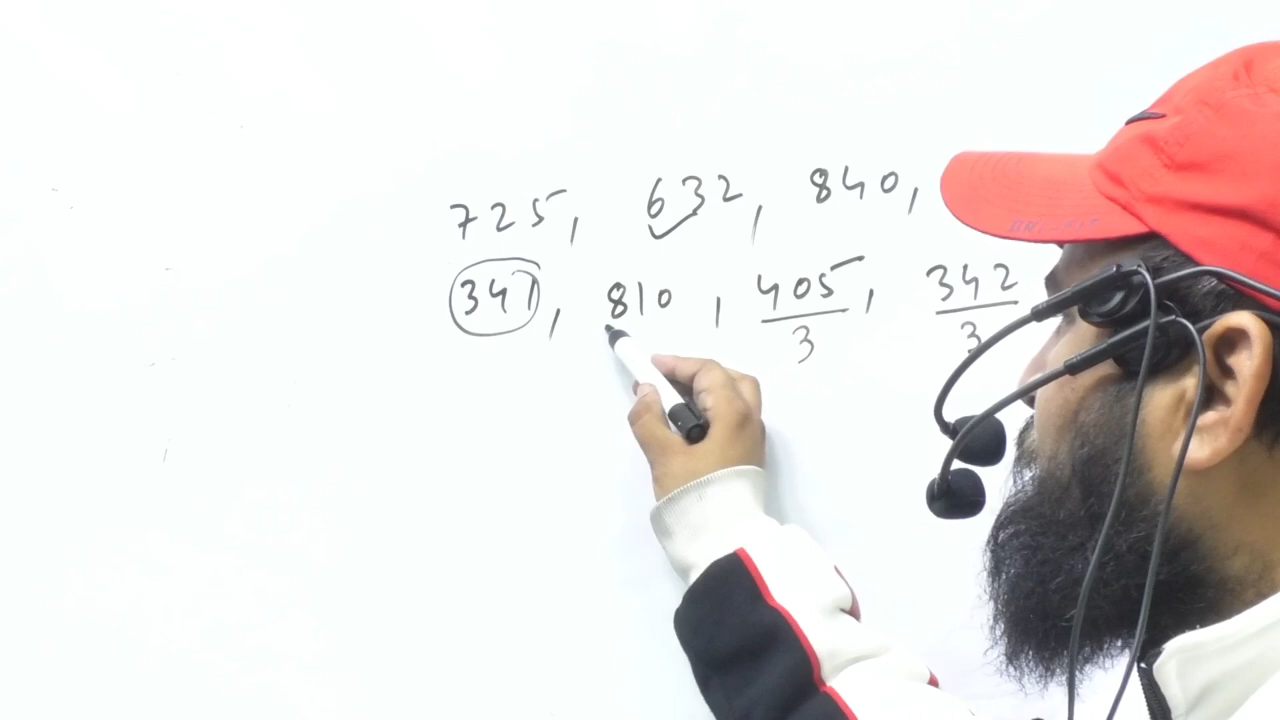 725, 632, 840,
347, 810, 405/3, 342/3